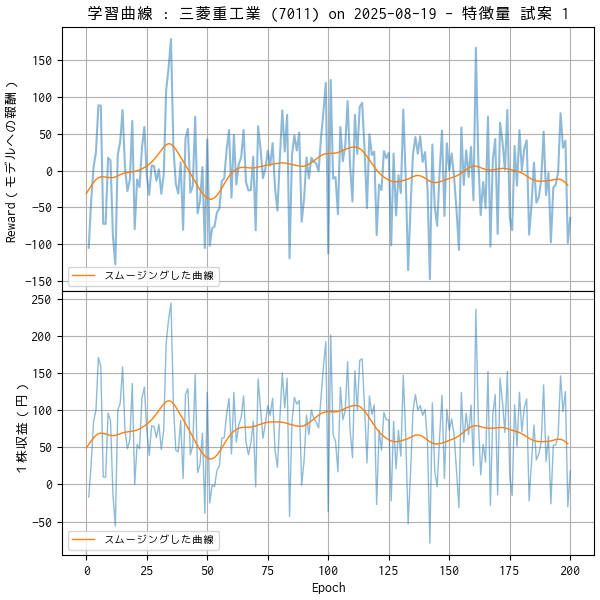 学習曲線 : 三菱重工業 (7011) on 2025-08-19 - 特徴量 試案 1
Reward ( モデルへの報酬 )
150
100
50
0
−50
−100
−150
スムージングした曲線
1株収益 ( 円 )
250
200
150
100
50
0
−50
スムージングした曲線
0 25 50 75 100 125 150 175 200
Epoch